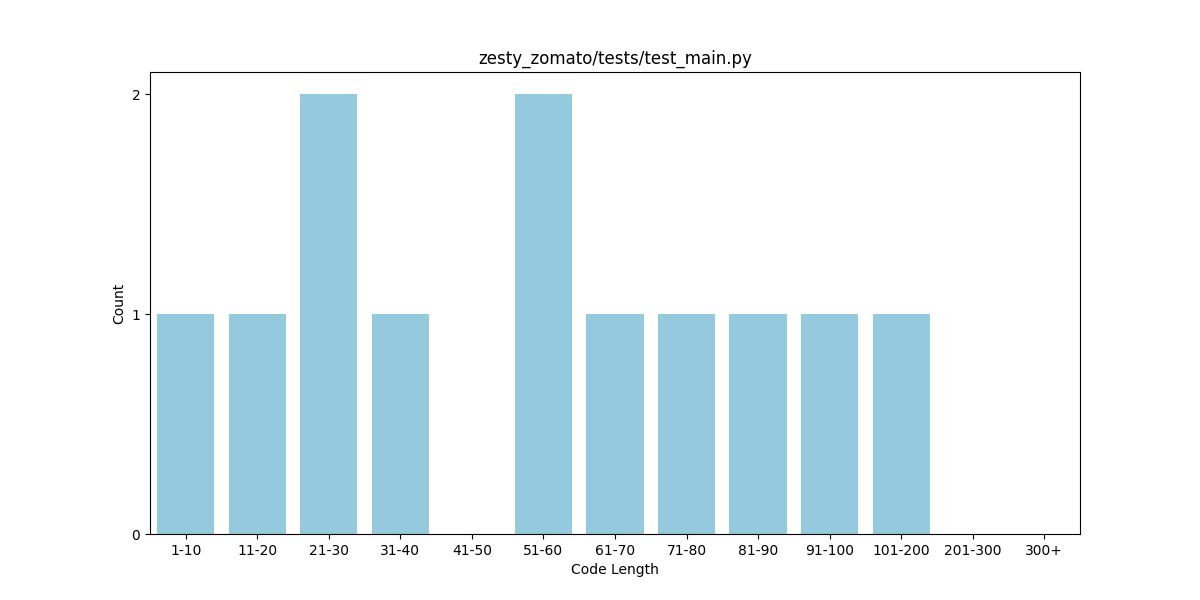 zesty_zomato/tests/test_main.py
Count
2
1
0
1-10 11-20 21-30 31-40 41-50 51-60 61-70 71-80 81-90 91-100 101-200 201-300 300+
Code Length